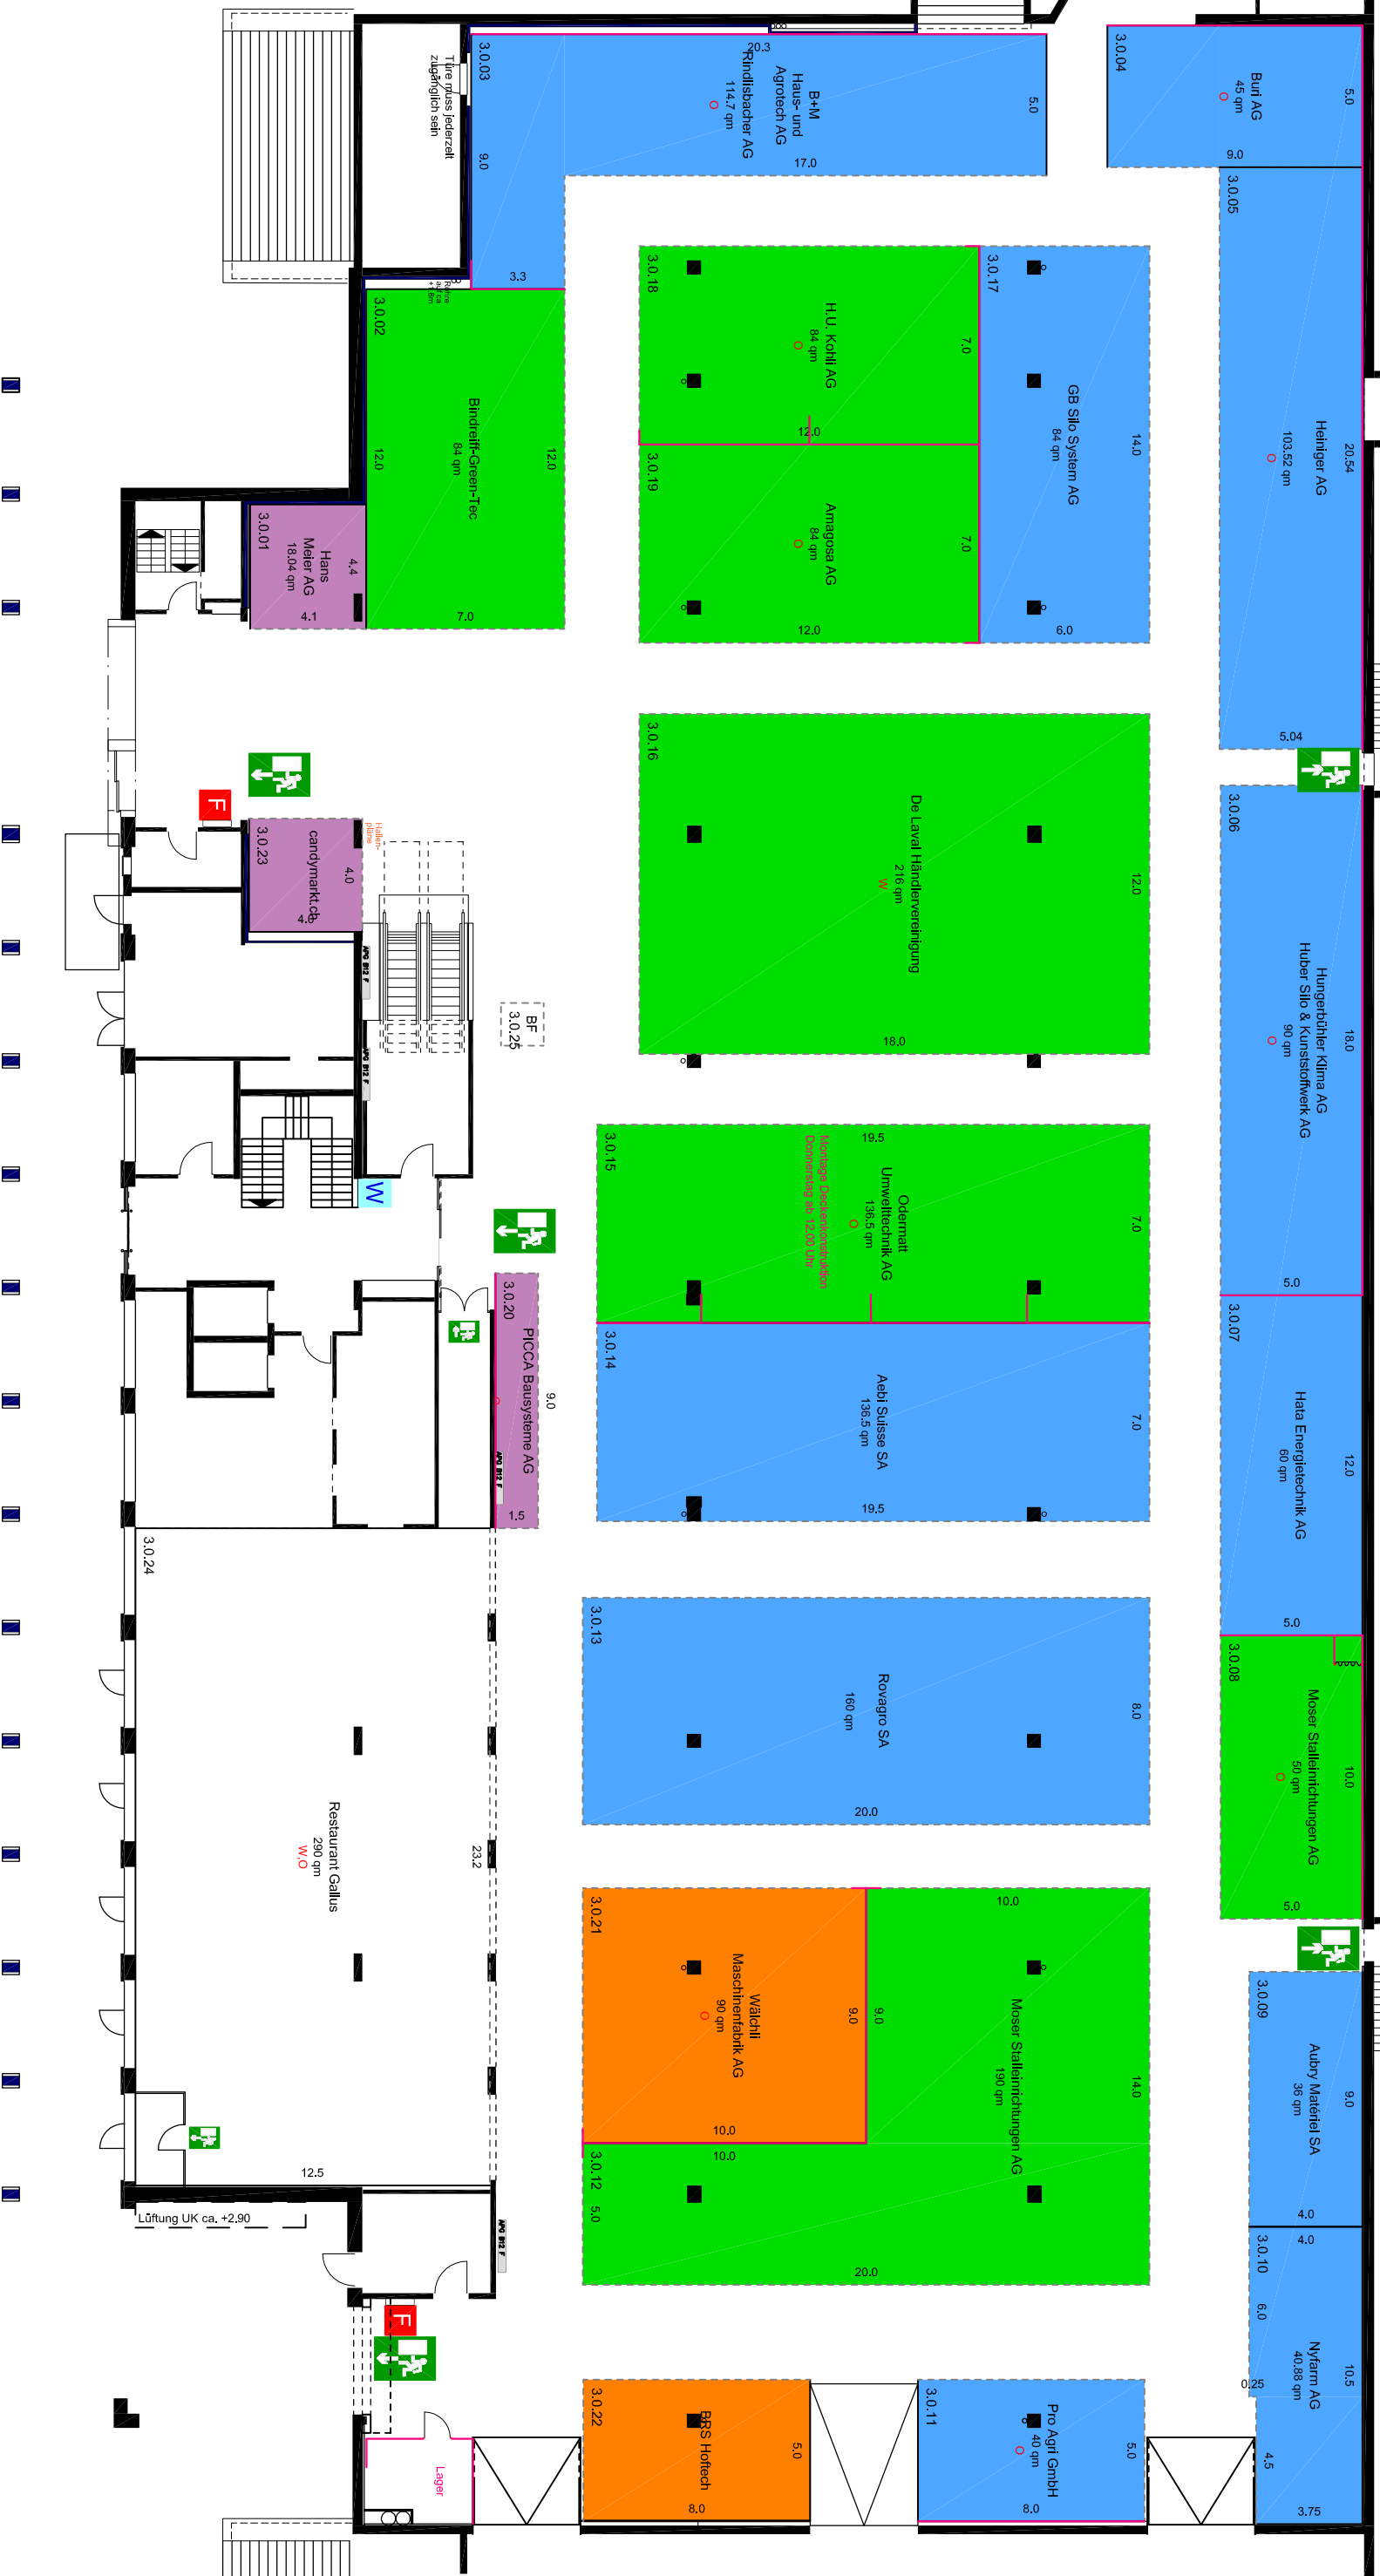 3.0.03
20.3
B+M
Haus- und
Agrotech AG
Rindlisbacher AG
114.7 qm
5.0
17.0
9.0
3.3
Türe muss jederzeit
zugänglich sein
3.0.04
Buri AG
45 qm
5.0
9.0
3.0.05
Heiniger AG
103.52 qm
20.54
5.04
3.0.18
H.U. Kohli AG
84 qm
7.0
12.0
3.0.17
GB Silo System AG
84 qm
14.0
6.0
3.0.19
Amagosa AG
84 qm
7.0
12.0
Rohre
auf ca
+1.8m
3.0.02
Bindreiff-Green-Tec
84 qm
12.0
12.0
7.0
3.0.01
Hans
Meier AG
18.04 qm
4.4
4.1
F
3.0.23
candymarkt.ch
4.0
4.0
Hallen-
pläne
3.0.16
De Laval Händlervereinigung
216 qm
W
12.0
18.0
3.0.06
Hungerbühler Klima AG
Huber Silo & Kunststoffwerk AG
90 qm
18.0
5.0
APG B12 F
APG B12 F
BF
3.0.25
W
3.0.15
19.5
Odermatt
Umwelttechnik AG
136.5 qm
Montage Deckenkonstruktion
Donnerstag ab 12.00 Uhr
7.0
3.0.14
Aebi Suisse SA
136.5 qm
7.0
19.5
3.0.07
Hata Energietechnik AG
60 qm
12.0
5.0
3.0.20
PICCA Bausysteme AG
9.0
1.5
APG B12 F
3.0.24
Restaurant Gallus
290 qm
W,O
23.2
12.5
3.0.13
Rovagro SA
160 qm
8.0
20.0
3.0.08
Moser Stalleinrichtungen AG
50 qm
10.0
5.0
3.0.21
Wälchli
Maschinenfabrik AG
90 qm
9.0
10.0
10.0
9.0
Moser Stalleinrichtungen AG
190 qm
14.0
10.0
3.0.12
5.0
20.0
3.0.09
Aubry Matériel SA
36 qm
9.0
4.0
4.0
3.0.10
6.0
Nyfarm AG
40.88 qm
10.5
0.25
4.5
3.75
Lüftung UK ca. +2.90
APG B12 F
F
Lager
3.0.22
BRS Hoftech
5.0
8.0
3.0.11
Pro Agri GmbH
40 qm
5.0
8.0